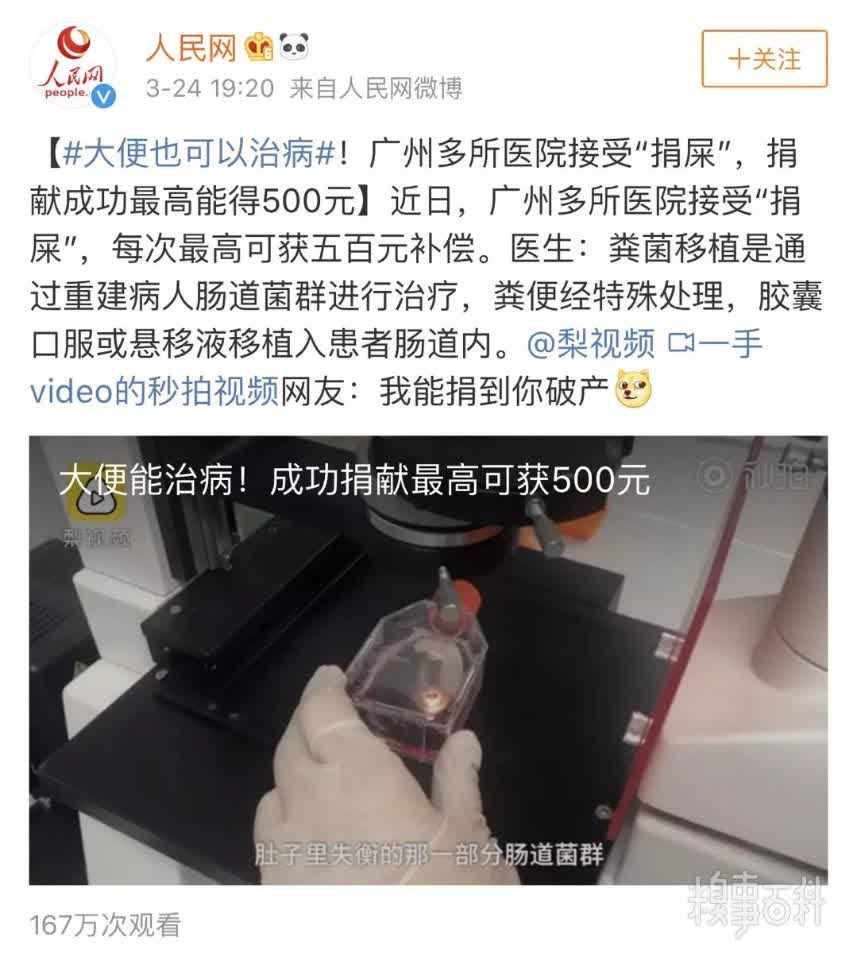 人民网
人民网
people.
3-24 19:20 来自人民网微博
十关注
【#大便也可以治病#！广州多所医院接受“捐屎”，捐
献成功最高能得500元】近日，广州多所医院接受“捐
屎”，每次最高可获五百元补偿。医生：粪菌移植是通
过重建病人肠道菌群进行治疗，粪便经特殊处理，胶囊
口服或悬移液移植入患者肠道内。@梨视频 一手
video的秒拍视频网友：我能捐到你破产
大便能治病！成功捐献最高可获500元
秒拍
梨视频
肚子里失衡的那一部分肠道菌群
167万次观看
糗事百科